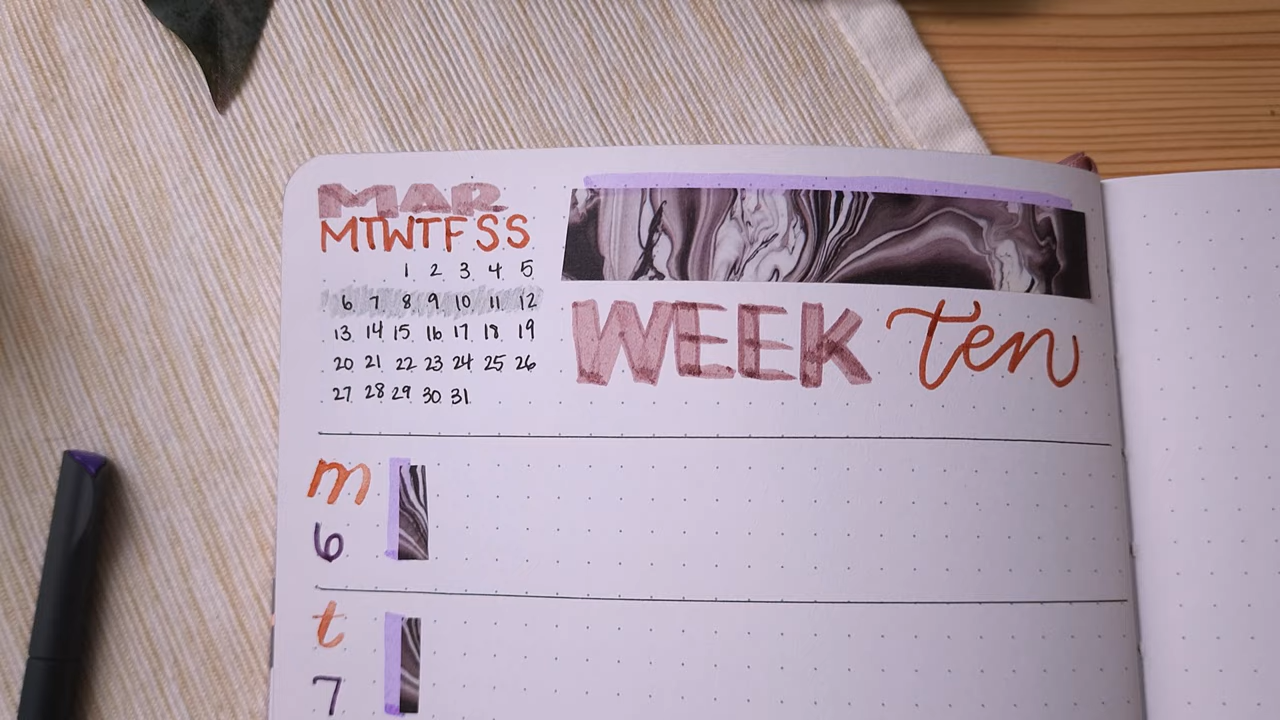 MAR
MTWTFSS
1 2 3 4 5
6 7 8 9 10 11 12
13 14 15 16 17 18 19
20 21 22 23 24 25 26
27 28 29 30 31
WEEK ten
m
6
t
7